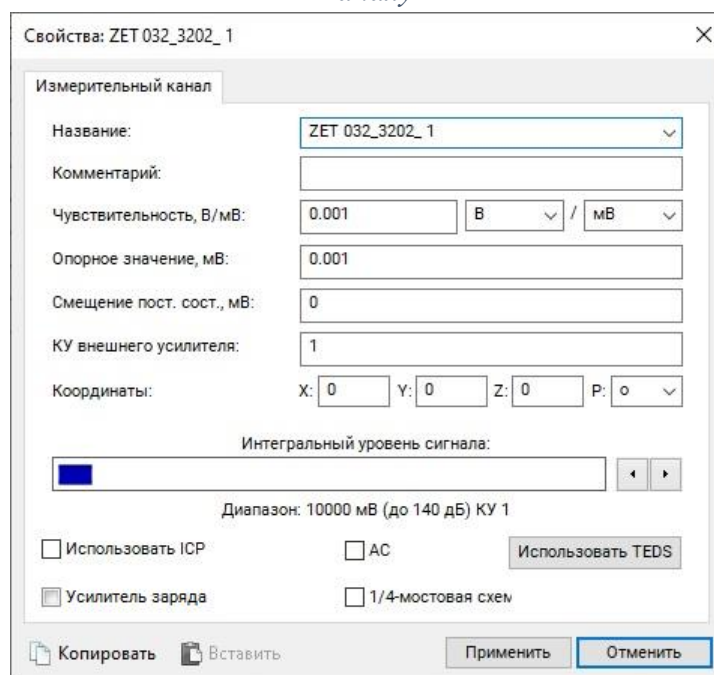 Свойства: ZET 032_3202_ 1
Измерительный канал
Название: ZET 032_3202_ 1
Комментарий:
Чувствительность, В/мВ: 0.001 В / мВ
Опорное значение, мВ: 0.001
Смещение пост. сост., мВ: 0
КУ внешнего усилителя: 1
Координаты: X: 0 Y: 0 Z: 0 P: о
Интегральный уровень сигнала:
Диапазон: 10000 мВ (до 140 дБ) КУ 1
Использовать ICP AC Использовать TEDS
Усилитель заряда 1/4-мостовая схем
Копировать Вставить Применить Отменить